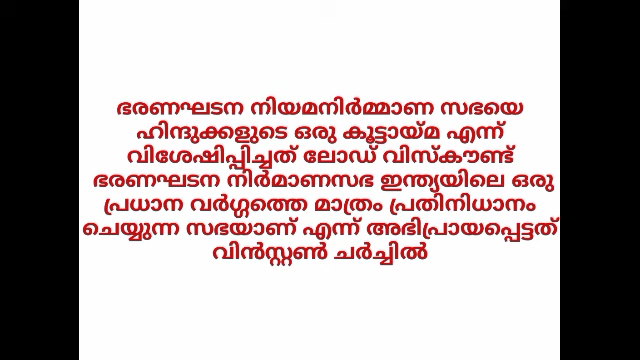 ഭരണഘടന നിയമനിർമ്മാണ സഭയെ
ഹിന്ദുക്കളുടെ ഒരു കൂട്ടായ്മ എന്ന്
വിശേഷിപ്പിച്ചത് ലോഡ് വിസ്കൗണ്ട്
ഭരണഘടന നിർമാണസഭ ഇന്ത്യയിലെ ഒരു
പ്രധാന വർഗ്ഗത്തെ മാത്രം പ്രതിനിധാനം
ചെയ്യുന്ന സഭയാണ് എന്ന് അഭിപ്രായപ്പെട്ടത്
വിൻസ്റ്റൺ ചർച്ചിൽ